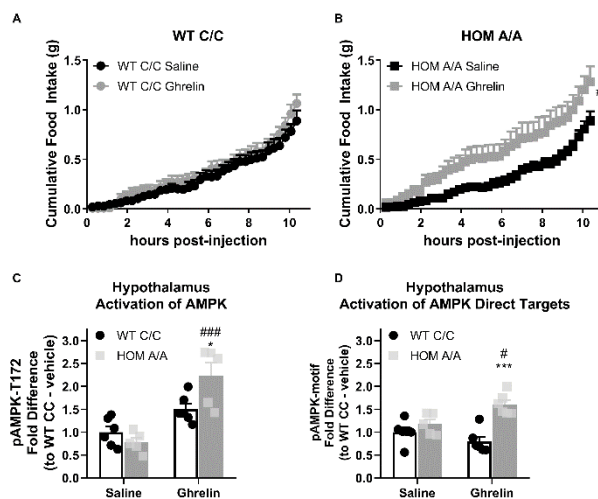 A
WT C/C
Cumulative Food Intake (g)
WT C/C Saline
WT C/C Ghrelin
1.5
1.0
0.5
0.0
0 2 4 6 8 10
hours post-injection
B
HOM A/A
Cumulative Food Intake (g)
HOM A/A Saline
HOM A/A Ghrelin
1.5
1.0
0.5
0.0
0 2 4 6 8 10
hours post-injection
C
Hypothalamus
Activation of AMPK
pAMPK-T172
Fold Difference
(to WT CC - vehicle)
WT C/C
HOM A/A
###
*
3.0
2.5
2.0
1.5
1.0
0.5
0.0
Saline Ghrelin
D
Hypothalamus
Activation of AMPK Direct Targets
pAMPK-motif
Fold Difference
(to WT CC - vehicle)
WT C/C
HOM A/A
#
***
3.0
2.5
2.0
1.5
1.0
0.5
0.0
Saline Ghrelin